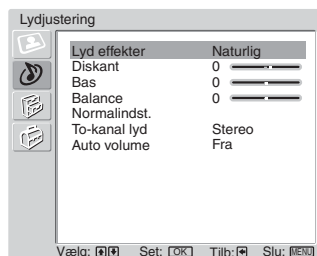 Lydjustering
Lyd effekter Naturlig
Diskant 0
Bas 0
Balance 0
Normalindst.
To-kanal lyd Stereo
Auto volume Fra
Vælg: Set: OK Tilb: Slu: MENU